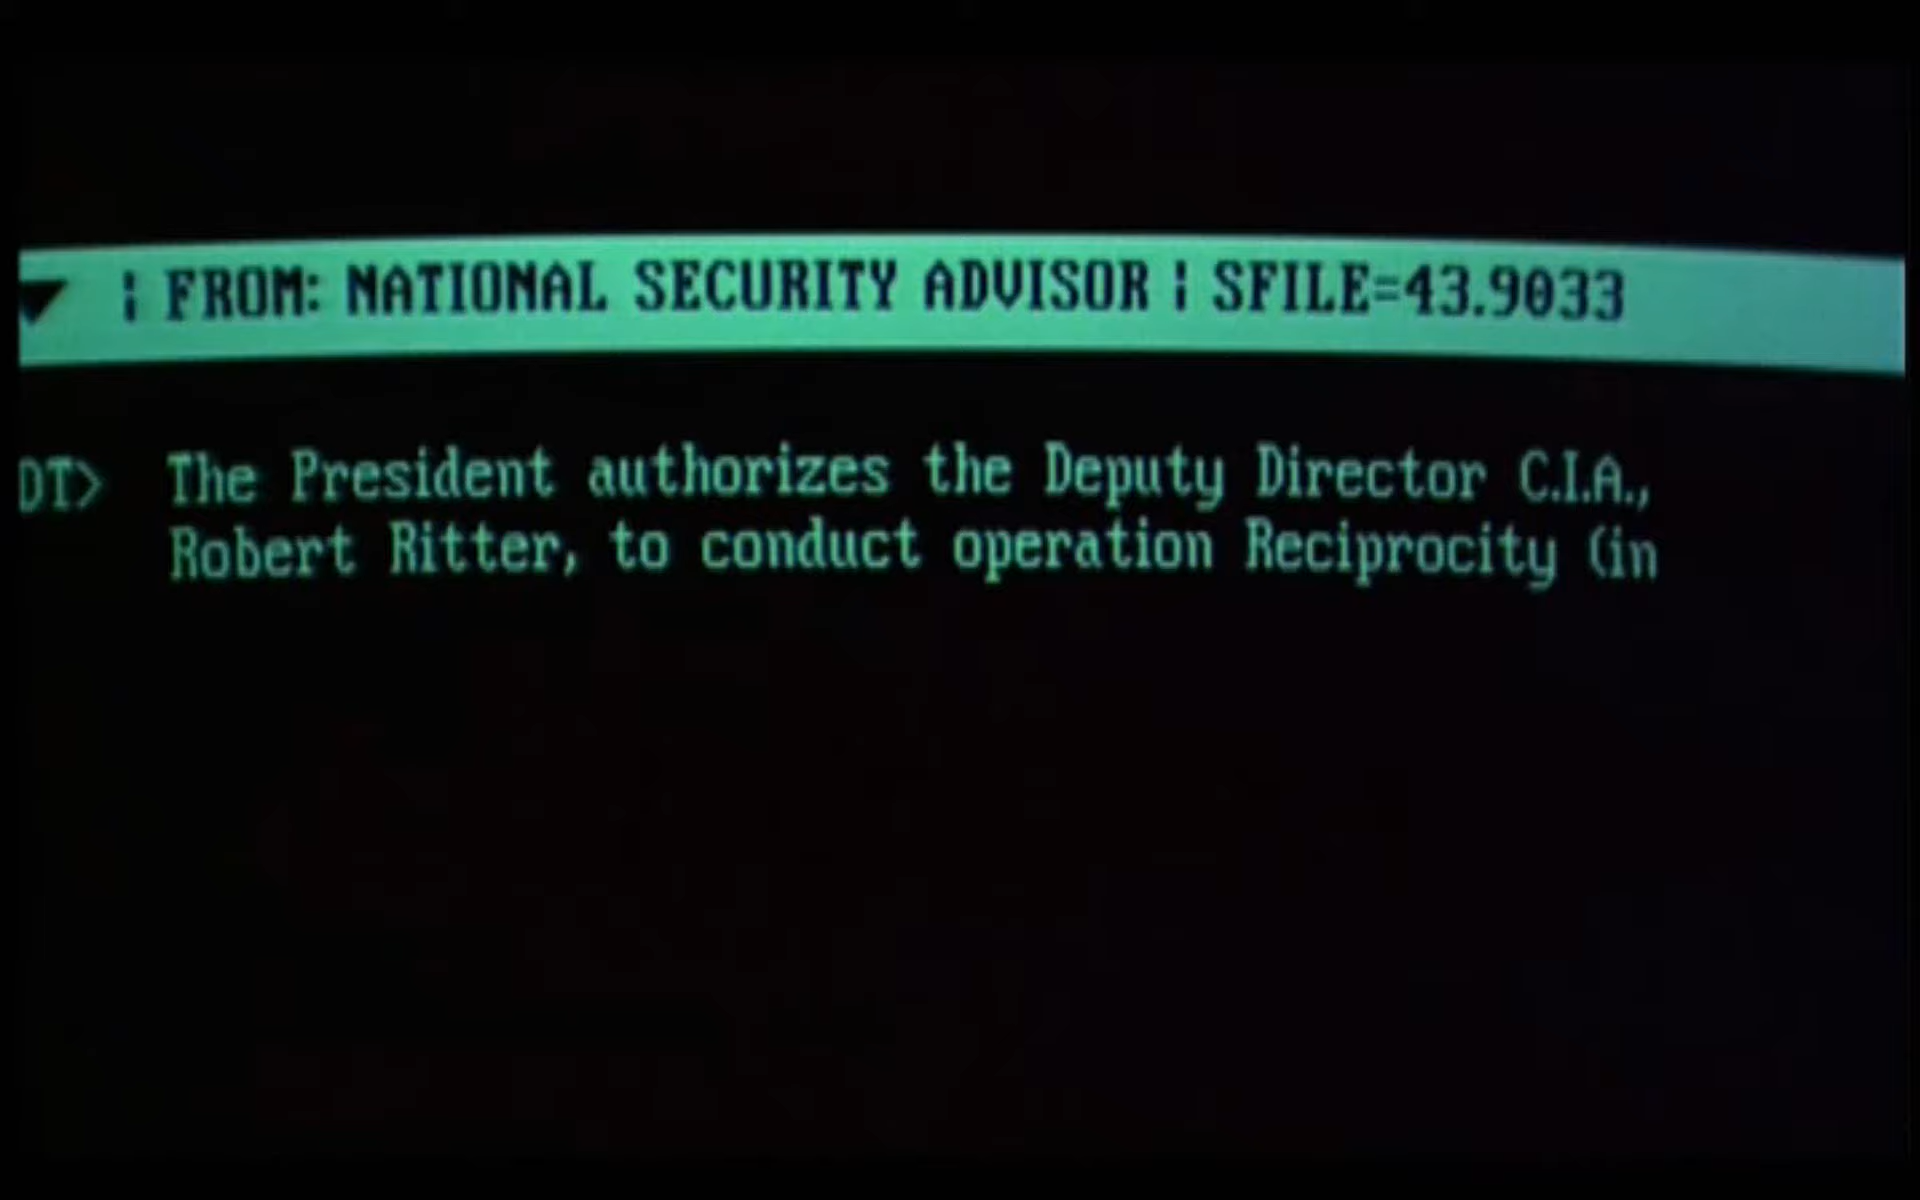 ¦ FROM: NATIONAL SECURITY ADVISOR ¦ SFILE=43.9033
DT> The President authorizes the Deputy Director C.I.A.,
Robert Ritter, to conduct operation Reciprocity (in